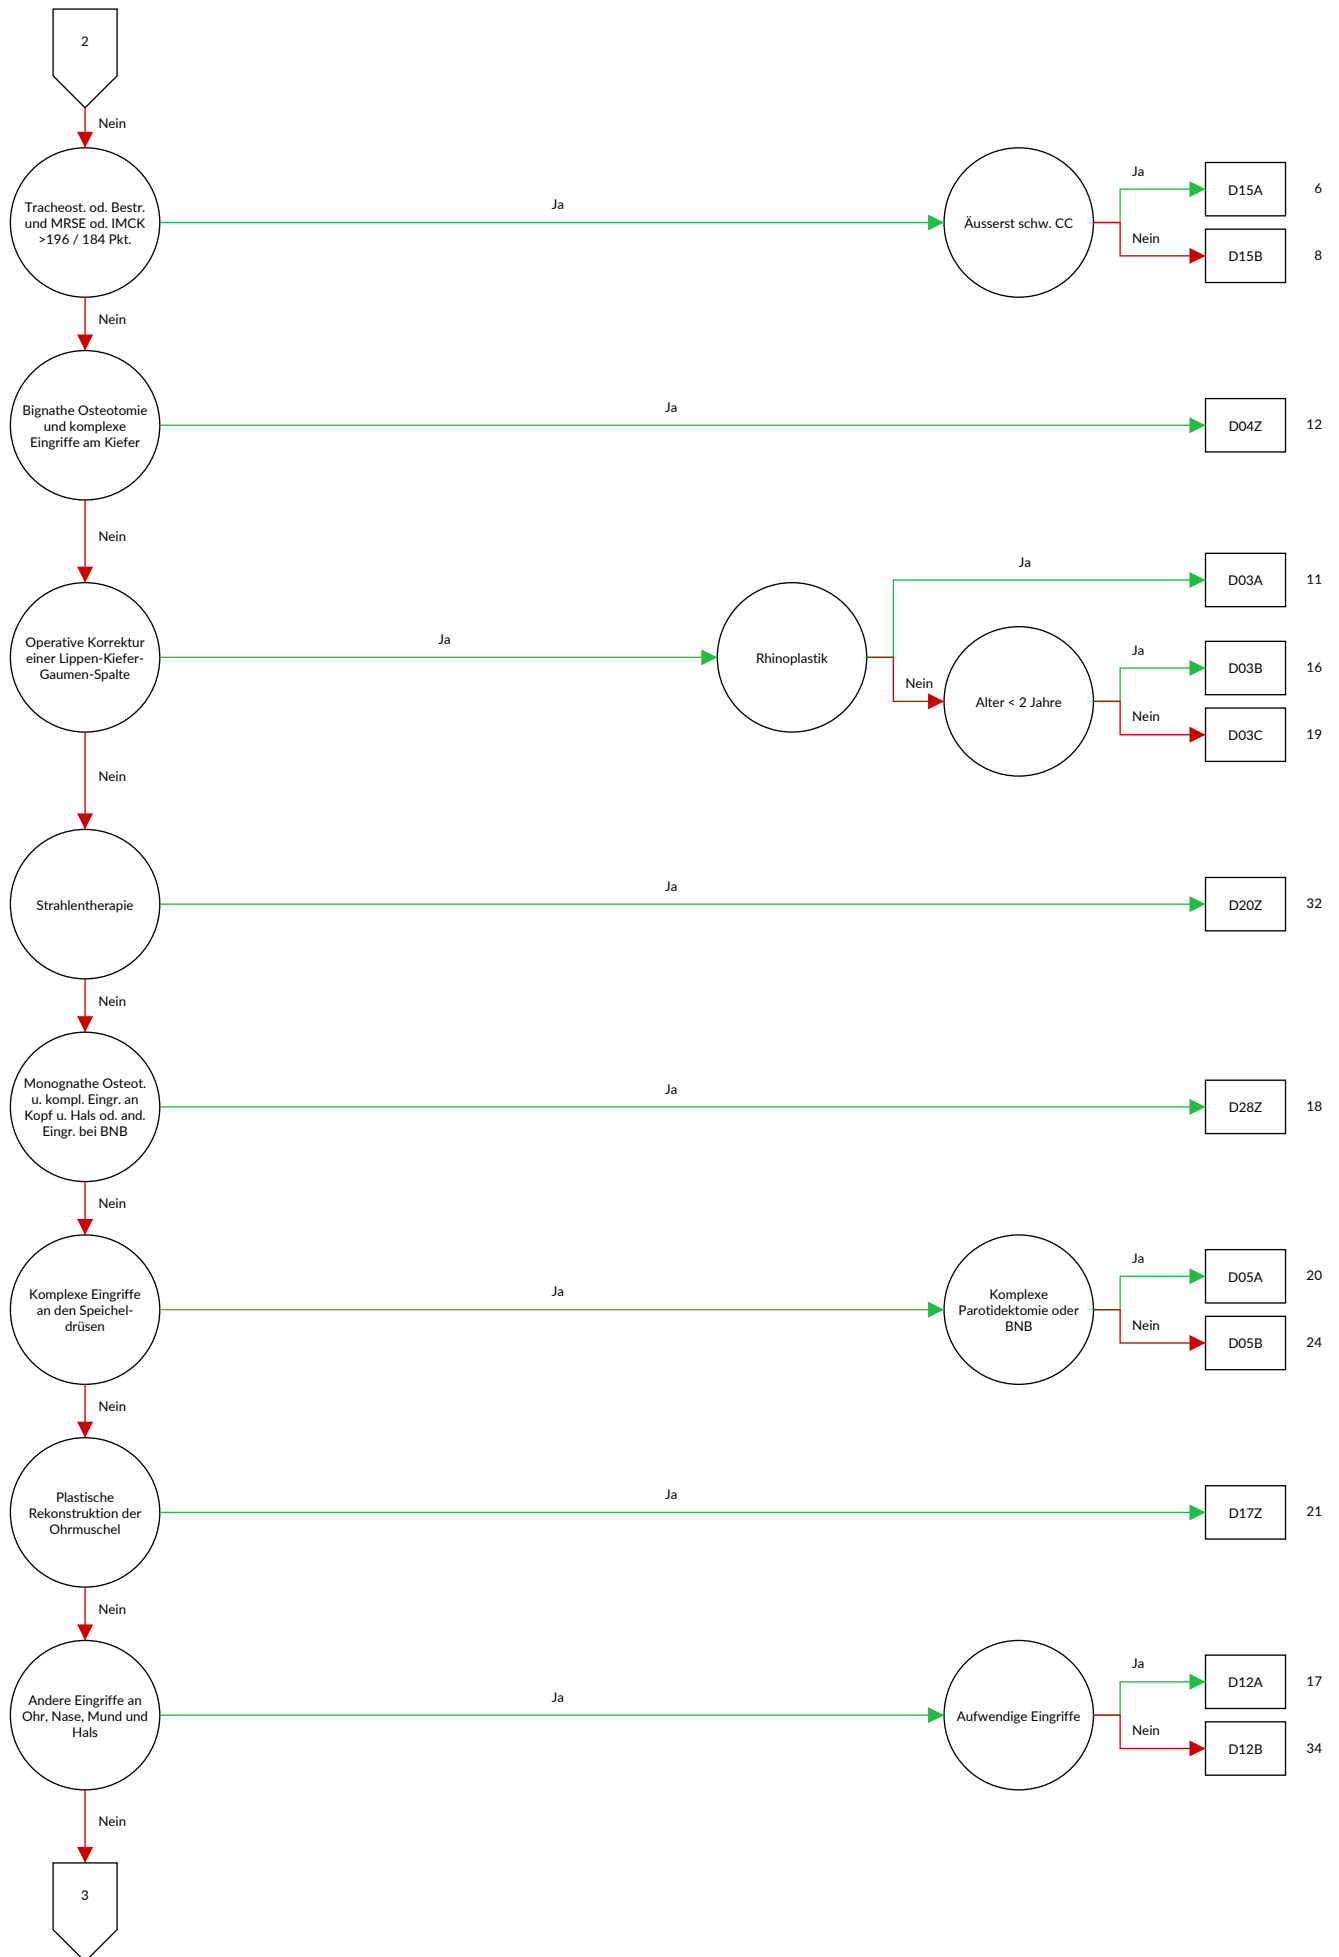 2
Nein
Tracheost. od. Bestr.
und MRSE od. IMCK
>196 / 184 Pkt.
Ja
Äusserst schw. CC
Ja
D15A
6
Nein
D15B
8
Nein
Bignathe Osteotomie
und komplexe
Eingriffe am Kiefer
Ja
D04Z
12
Nein
Operative Korrektur
einer Lippen-Kiefer-
Gaumen-Spalte
Ja
Rhinoplastik
Ja
D03A
11
Nein
Alter < 2 Jahre
Ja
D03B
16
Nein
D03C
19
Nein
Strahlentherapie
Ja
D20Z
32
Nein
Monognathe Osteot.
u. kompl. Eingr. an
Kopf u. Hals od. and.
Eingr. bei BNB
Ja
D28Z
18
Nein
Komplexe Eingriffe
an den Speichel-
drüsen
Ja
Komplexe
Parotidektomie oder
BNB
Ja
D05A
20
Nein
D05B
24
Nein
Plastische
Rekonstruktion der
Ohrmuschel
Ja
D17Z
21
Nein
Andere Eingriffe an
Ohr, Nase, Mund und
Hals
Ja
Aufwendige Eingriffe
Ja
D12A
17
Nein
D12B
34
Nein
3